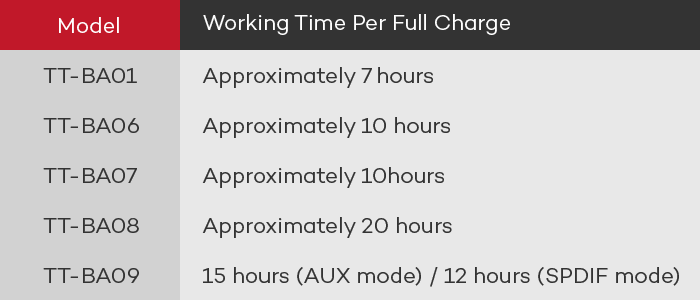 Model Working Time Per Full Charge
TT-BA01 Approximately 7 hours
TT-BA06 Approximately 10 hours
TT-BA07 Approximately 10hours
TT-BA08 Approximately 20 hours
TT-BA09 15 hours (AUX mode) / 12 hours (SPDIF mode)